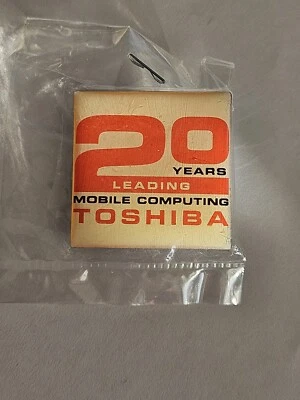 20
YEARS
LEADING
MOBILE COMPUTING
TOSHIBA